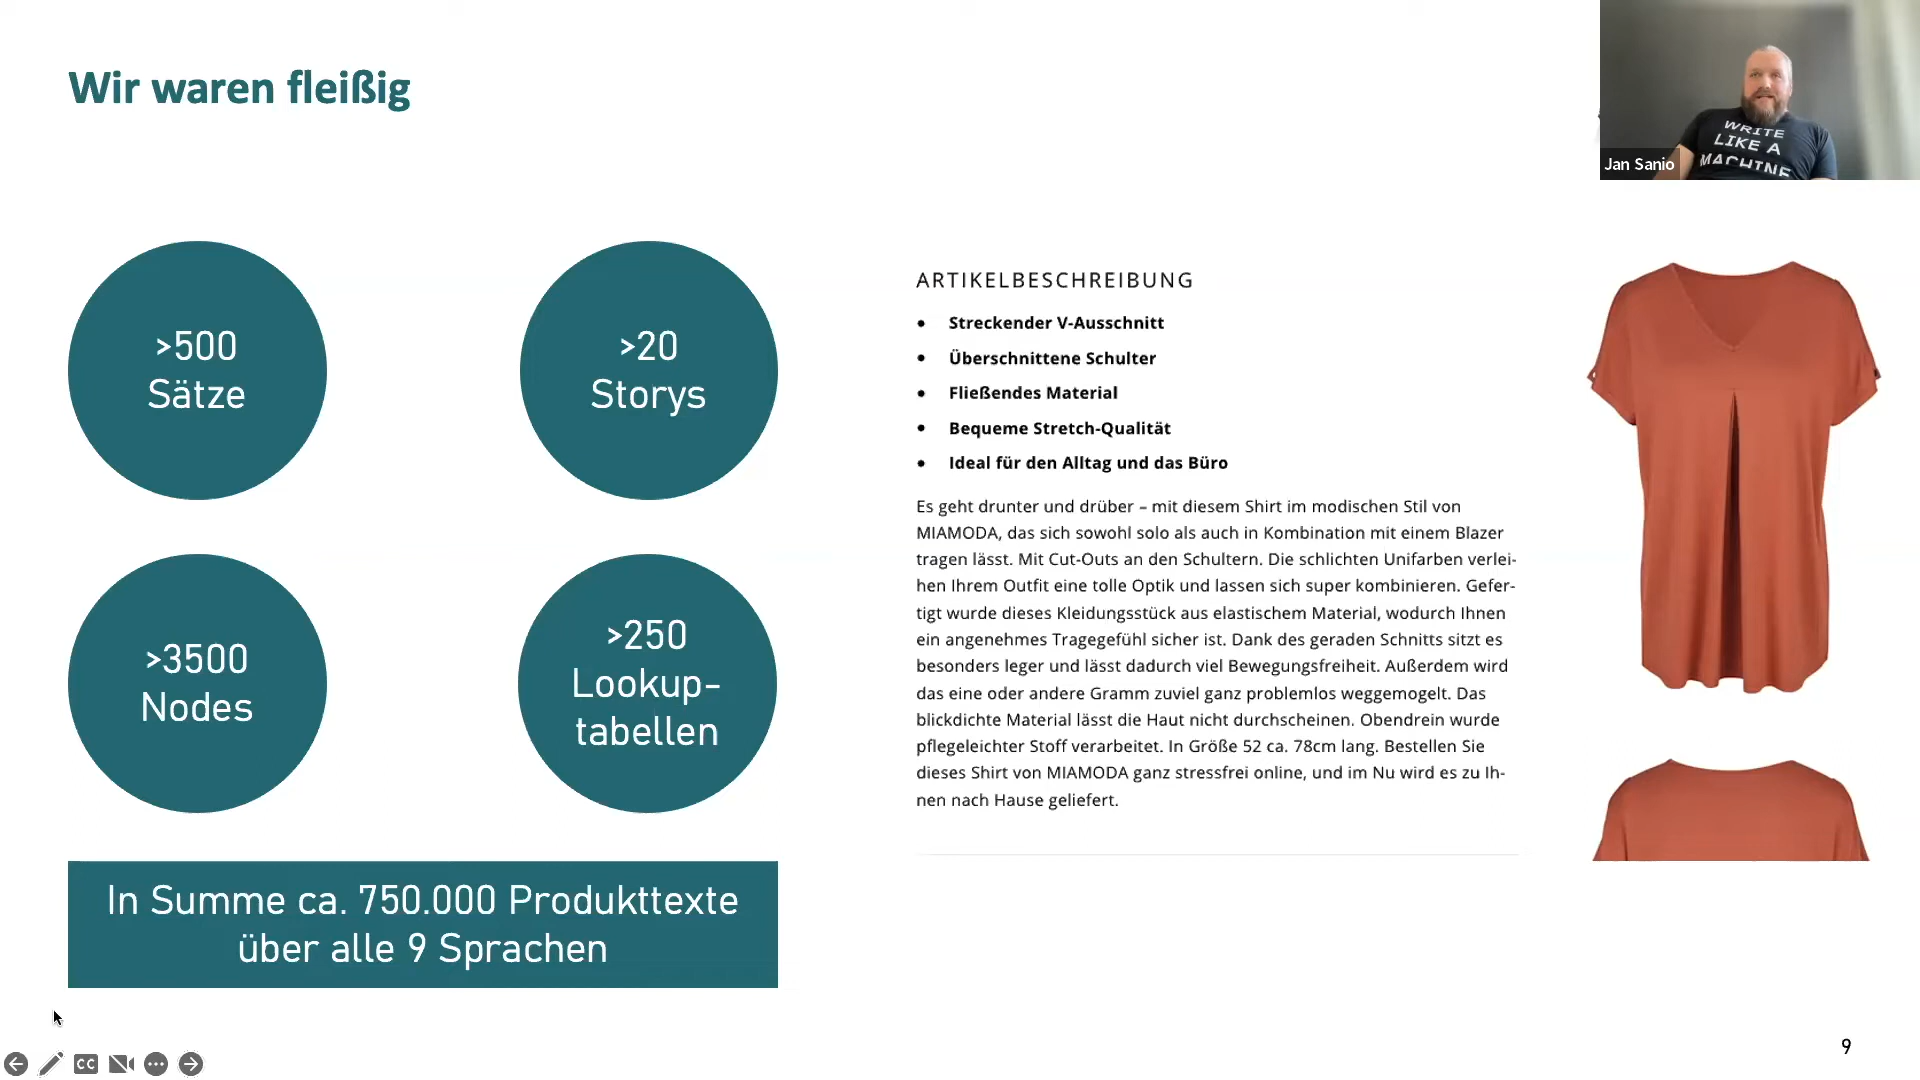 Wir waren fleißig
WRITE
LIKE A
MACHINE
Jan Sanio
>500
Sätze
>20
Storys
>3500
Nodes
>250
Lookup-
tabellen
In Summe ca. 750.000 Produkttexte
über alle 9 Sprachen
ARTIKELBESCHREIBUNG
• Streckender V-Ausschnitt
• Überschnittene Schulter
• Fließendes Material
• Bequeme Stretch-Qualität
• Ideal für den Alltag und das Büro
Es geht drunter und drüber – mit diesem Shirt im modischen Stil von
MIAMODA, das sich sowohl solo als auch in Kombination mit einem Blazer
tragen lässt. Mit Cut-Outs an den Schultern. Die schlichten Unifarben verlei-
hen Ihrem Outfit eine tolle Optik und lassen sich super kombinieren. Gefer-
tigt wurde dieses Kleidungsstück aus elastischem Material, wodurch Ihnen
ein angenehmes Tragegefühl sicher ist. Dank des geraden Schnitts sitzt es
besonders leger und lässt dadurch viel Bewegungsfreiheit. Außerdem wird
das eine oder andere Gramm zuviel ganz problemlos weggemogelt. Das
blickdichte Material lässt die Haut nicht durchscheinen. Obendrein wurde
pflegeleichter Stoff verarbeitet. In Größe 52 ca. 78cm lang. Bestellen Sie
dieses Shirt von MIAMODA ganz stressfrei online, und im Nu wird es zu Ih-
nen nach Hause geliefert.
CC
9